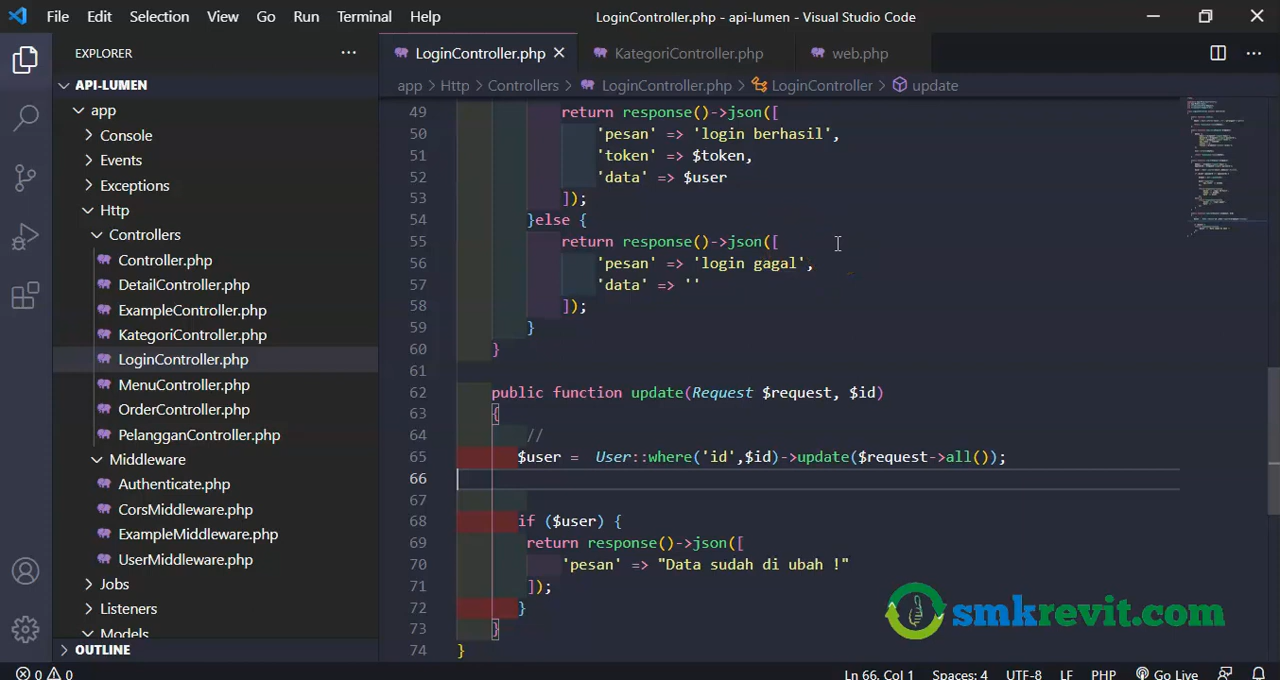 File Edit Selection View Go Run Terminal Help LoginController.php - api-lumen - Visual Studio Code
EXPLORER
API-LUMEN
app
Console
Events
Exceptions
Http
Controllers
Controller.php
DetailController.php
ExampleController.php
KategoriController.php
LoginController.php
MenuController.php
OrderController.php
PelangganController.php
Middleware
Authenticate.php
CorsMiddleware.php
ExampleMiddleware.php
UserMiddleware.php
Jobs
Listeners
Models
OUTLINE
LoginController.php KategoriController.php web.php
app > Http > Controllers > LoginController.php > LoginController > update
49 return response()->json([
50 'pesan' => 'login berhasil',
51 'token' => $token,
52 'data' => $user
53 ]);
54 }else {
55 return response()->json([
56 'pesan' => 'login gagal',
57 'data' => ''
58 ]);
59 }
60 }
61
62 public function update(Request $request, $id)
63 {
64 //
65 $user = User::where('id',$id)->update($request->all());
66
67
68 if ($user) {
69 return response()->json([
70 'pesan' => "Data sudah di ubah !"
71 ]);
72 }
73 }
74 }
smkrevit.com
0 0 Ln 66, Col 1 Spaces: 4 UTF-8 LF PHP Go Live